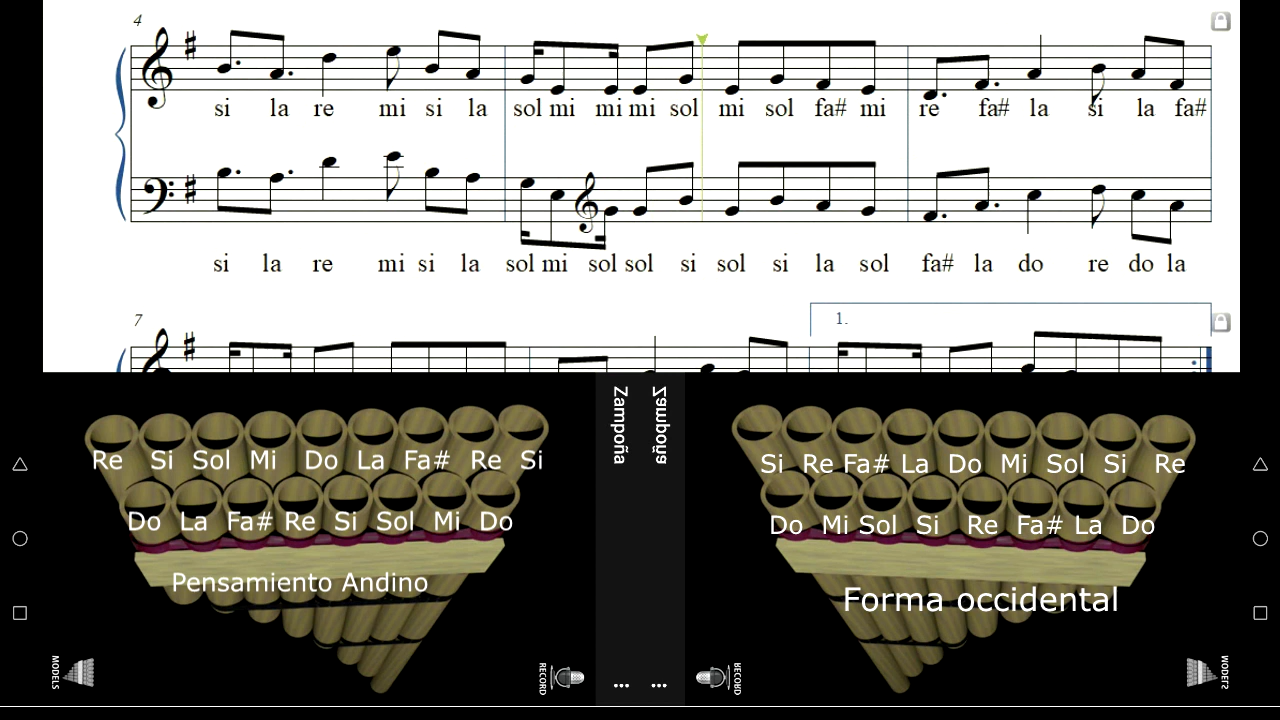 4
si la re mi si la sol mi mi mi sol mi sol fa# mi re fa# la si la fa#
si la re mi si la sol mi sol sol si sol si la sol fa# la do re do la
7
1.
Re Si Sol Mi Do La Fa# Re Si
Do La Fa# Re Si Sol Mi Do
Pensamiento Andino
MODELS
RECORD
Zampoña
Zampoña
Si Re Fa# La Do Mi Sol Si Re
Do Mi Sol Si Re Fa# La Do
Forma occidental
RECORD
MODELS